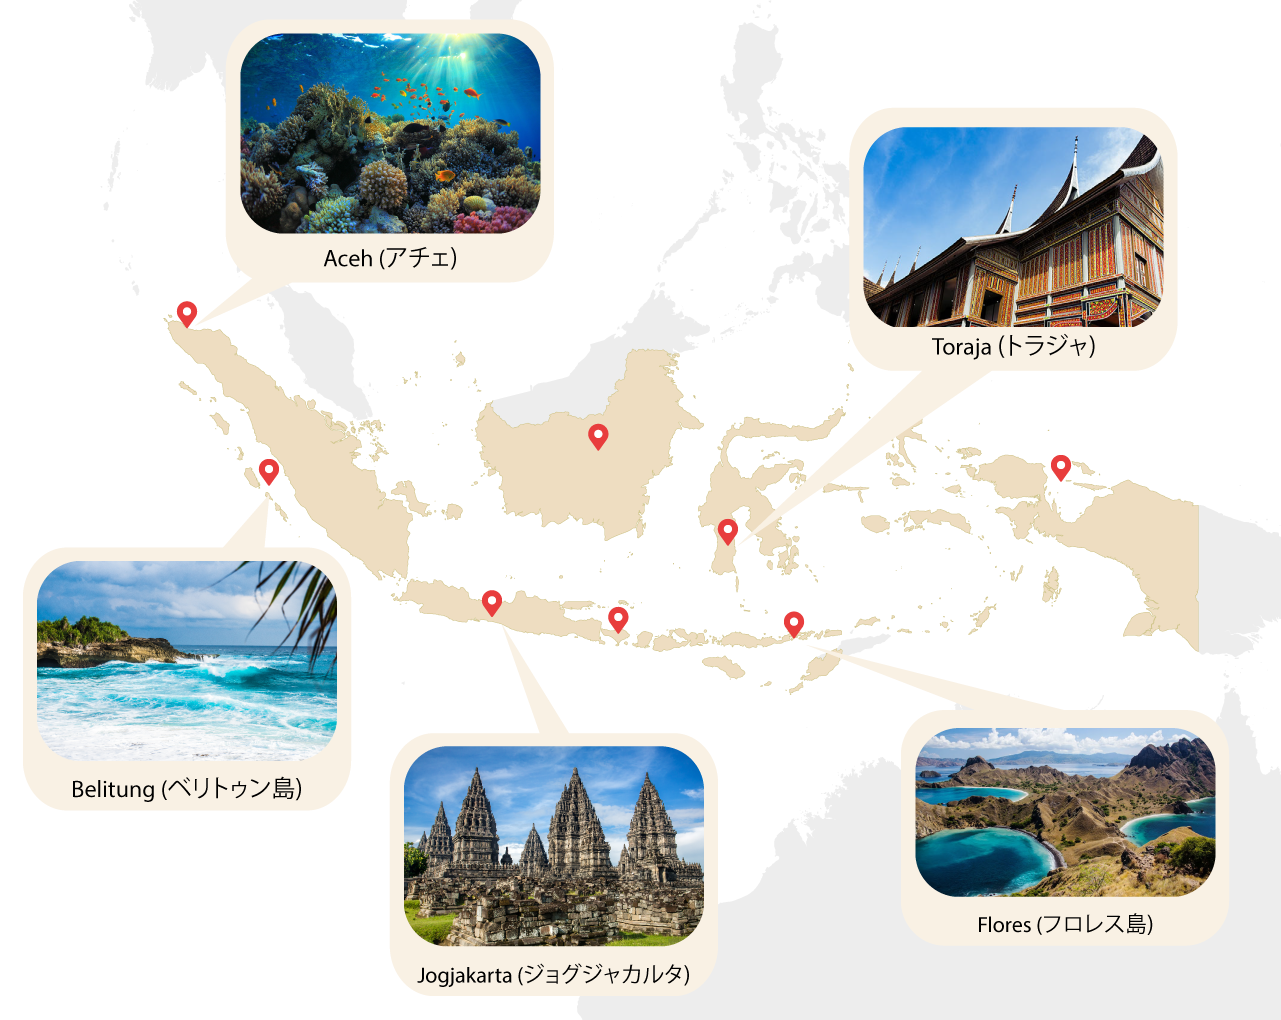 Aceh (アチェ)
Toraja (トラジャ)
Belitung (ベリトゥン島)
Flores (フロレス島)
Jogjakarta (ジョグジャカルタ)